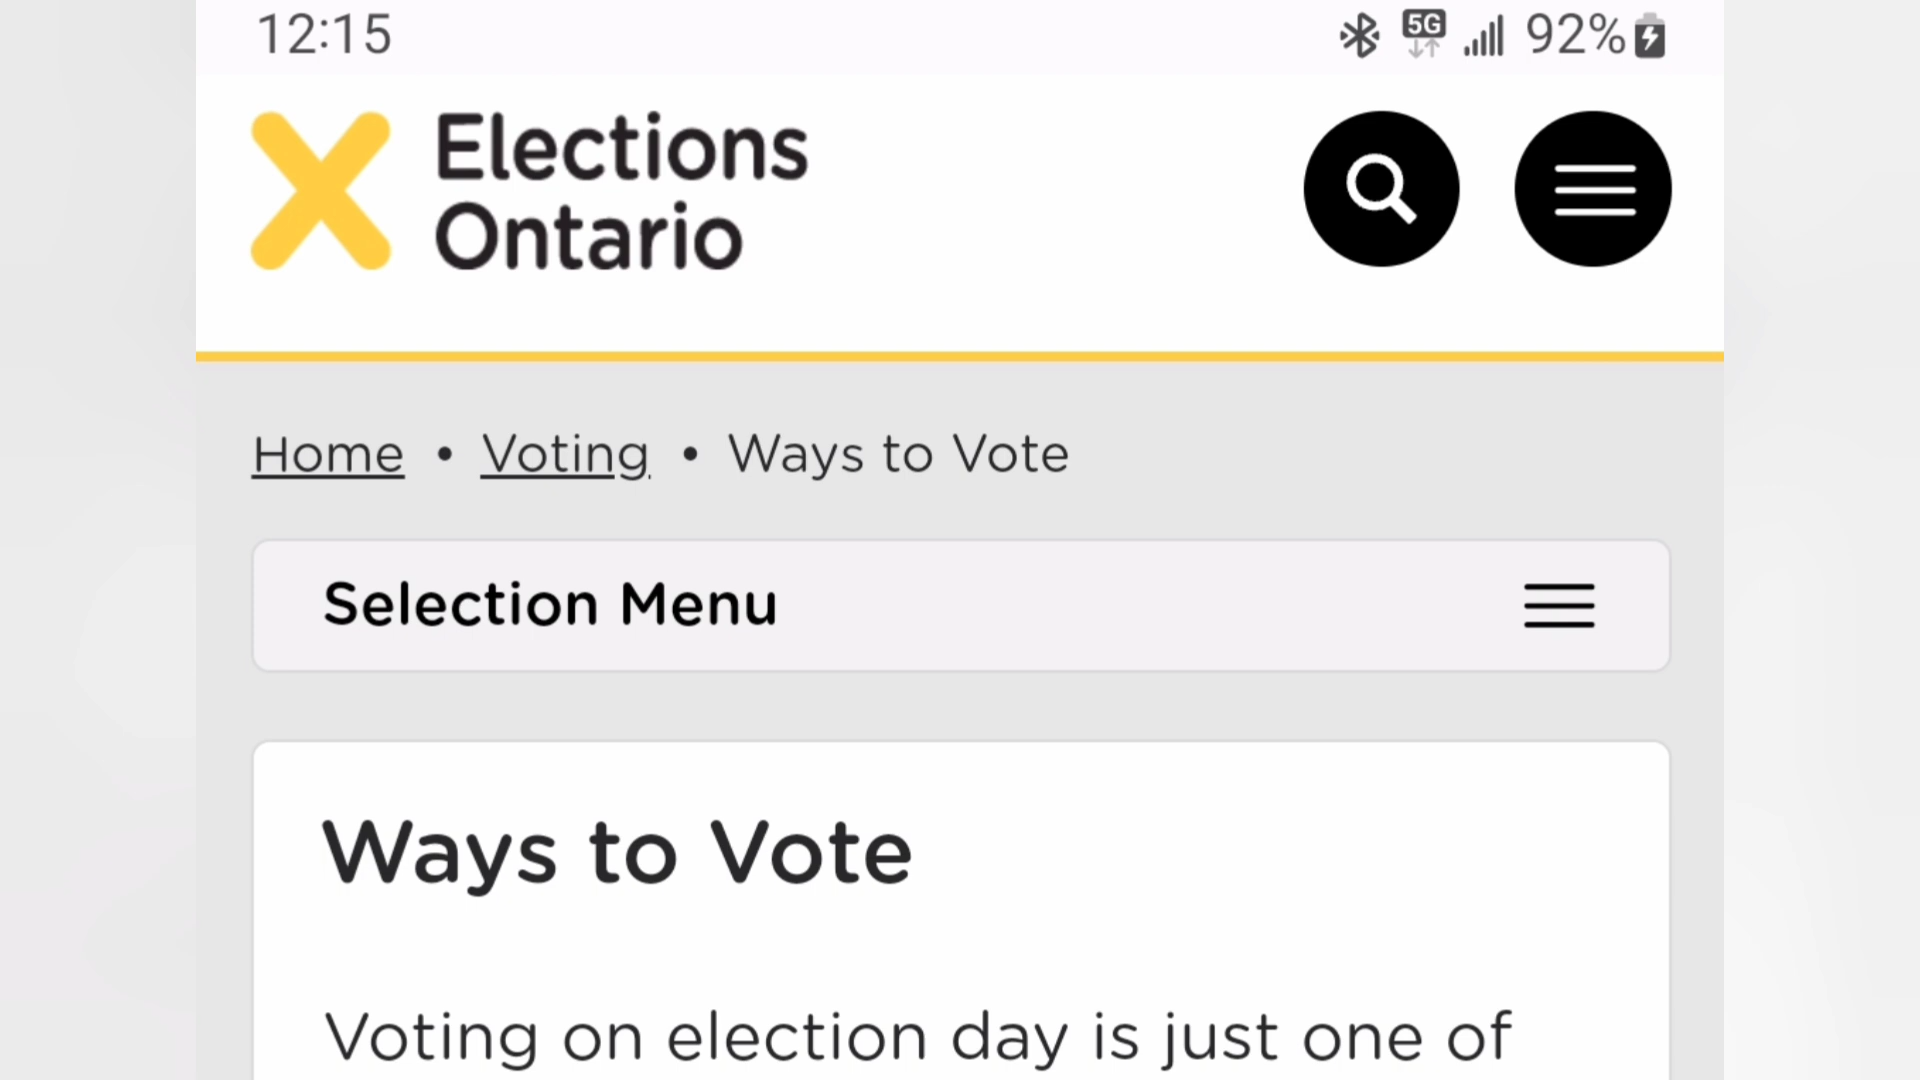 12:15
5G
92%
Elections
Ontario
Home • Voting • Ways to Vote
Selection Menu
Ways to Vote
Voting on election day is just one of